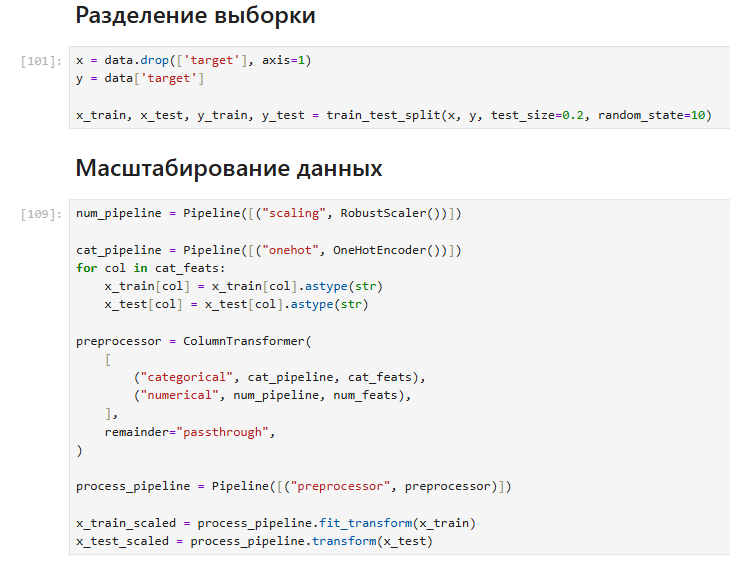 Разделение выборки
[101]:
x = data.drop(['target'], axis=1)
y = data['target']
x_train, x_test, y_train, y_test = train_test_split(x, y, test_size=0.2, random_state=10)
Масштабирование данных
[109]:
num_pipeline = Pipeline([("scaling", RobustScaler())])
cat_pipeline = Pipeline([("onehot", OneHotEncoder())])
for col in cat_feats:
    x_train[col] = x_train[col].astype(str)
    x_test[col] = x_test[col].astype(str)
preprocessor = ColumnTransformer(
    [
        ("categorical", cat_pipeline, cat_feats),
        ("numerical", num_pipeline, num_feats),
    ],
    remainder="passthrough",
)
process_pipeline = Pipeline([("preprocessor", preprocessor)])
x_train_scaled = process_pipeline.fit_transform(x_train)
x_test_scaled = process_pipeline.transform(x_test)